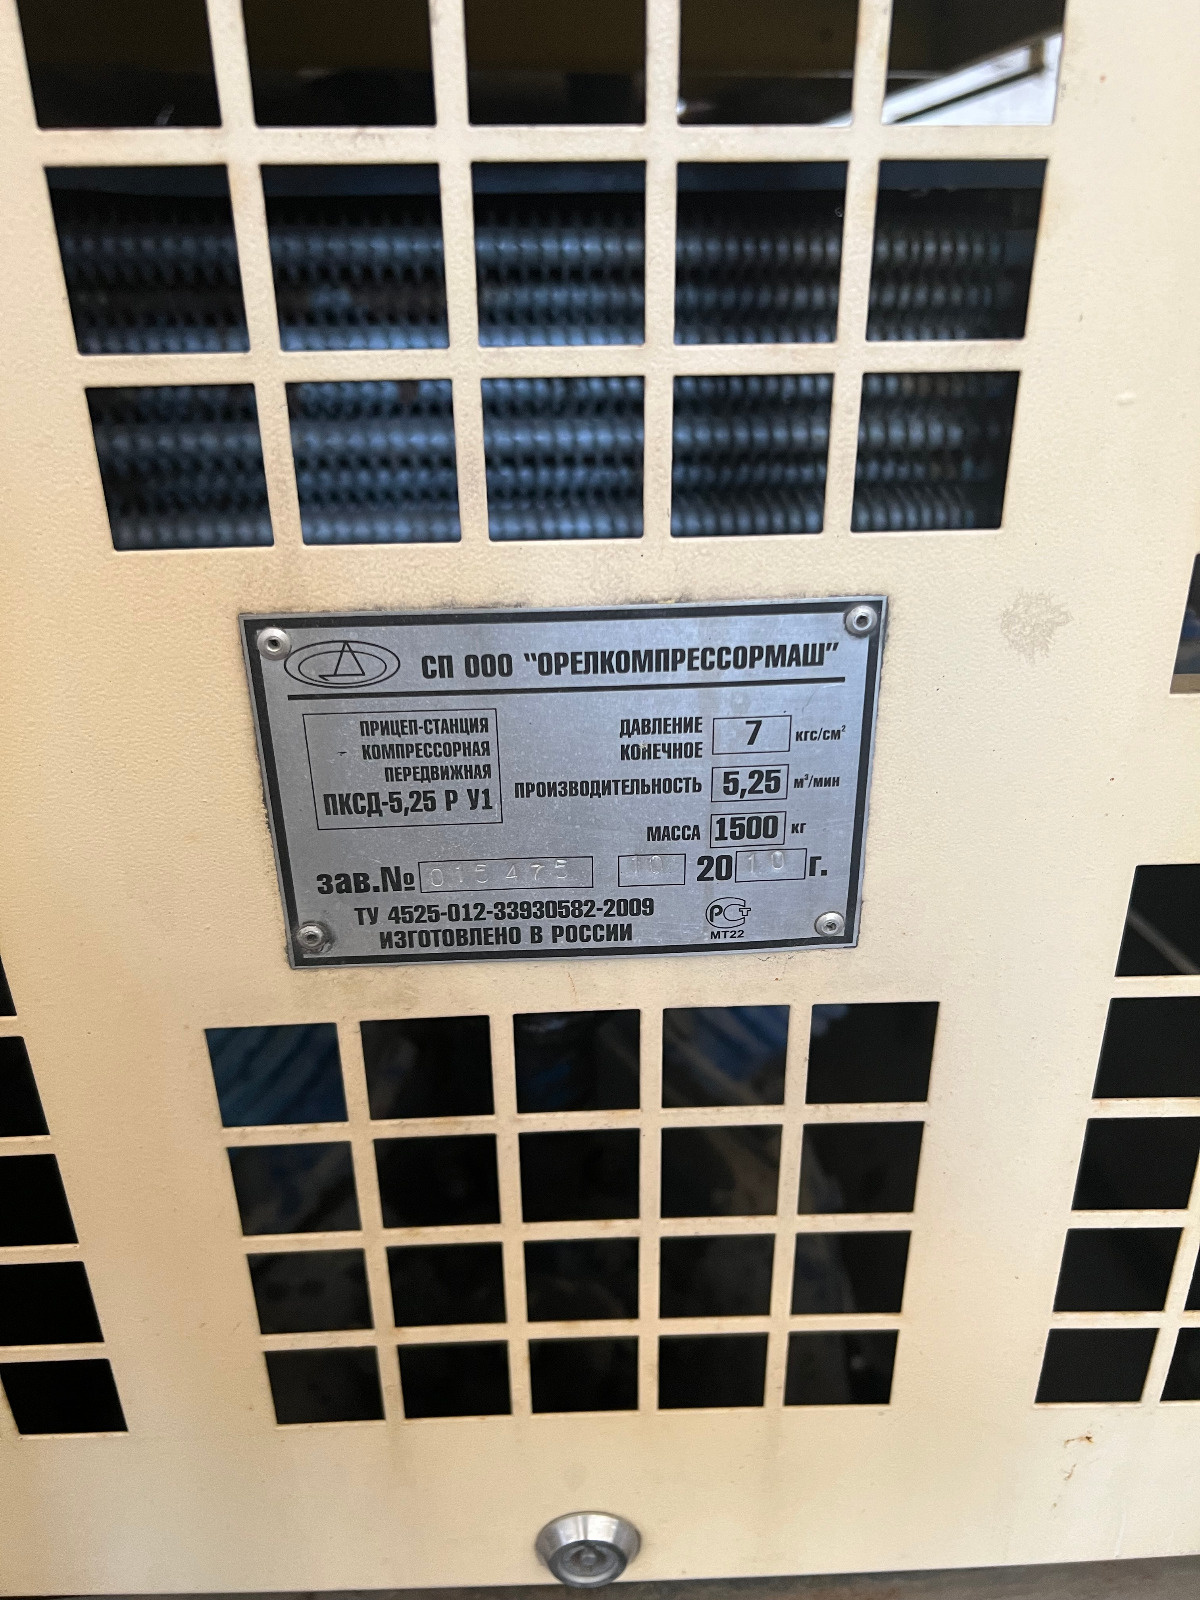 СП ООО "ОРЕЛКОМПРЕССОРМАШ"
ПРИЦЕП-СТАНЦИЯ
КОМПРЕССОРНАЯ
ПЕРЕДВИЖНАЯ
ПКСД-5,25 Р У1
ДАВЛЕНИЕ
КОНЕЧНОЕ 7 кгс/см²
ПРОИЗВОДИТЕЛЬНОСТЬ 5,25 м³/мин
МАССА 1500 кг
зав.№ 015475 10 2010 г.
ТУ 4525-012-33930582-2009
ИЗГОТОВЛЕНО В РОССИИ
РСТ
МТ22